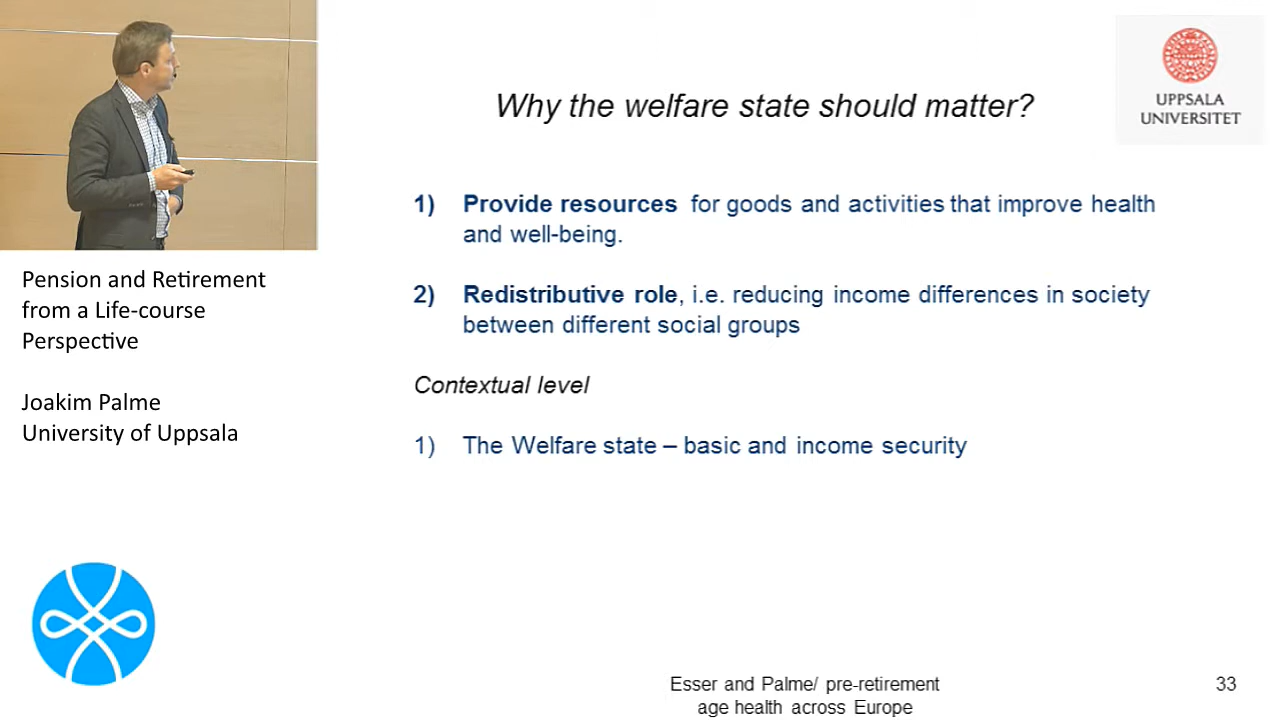 Why the welfare state should matter?
UPPSALA
UNIVERSITET
1) Provide resources for goods and activities that improve health
and well-being.
2) Redistributive role, i.e. reducing income differences in society
between different social groups
Contextual level
1) The Welfare state – basic and income security
Pension and Retirement
from a Life-course
Perspective
Joakim Palme
University of Uppsala
Esser and Palme/ pre-retirement
age health across Europe
33